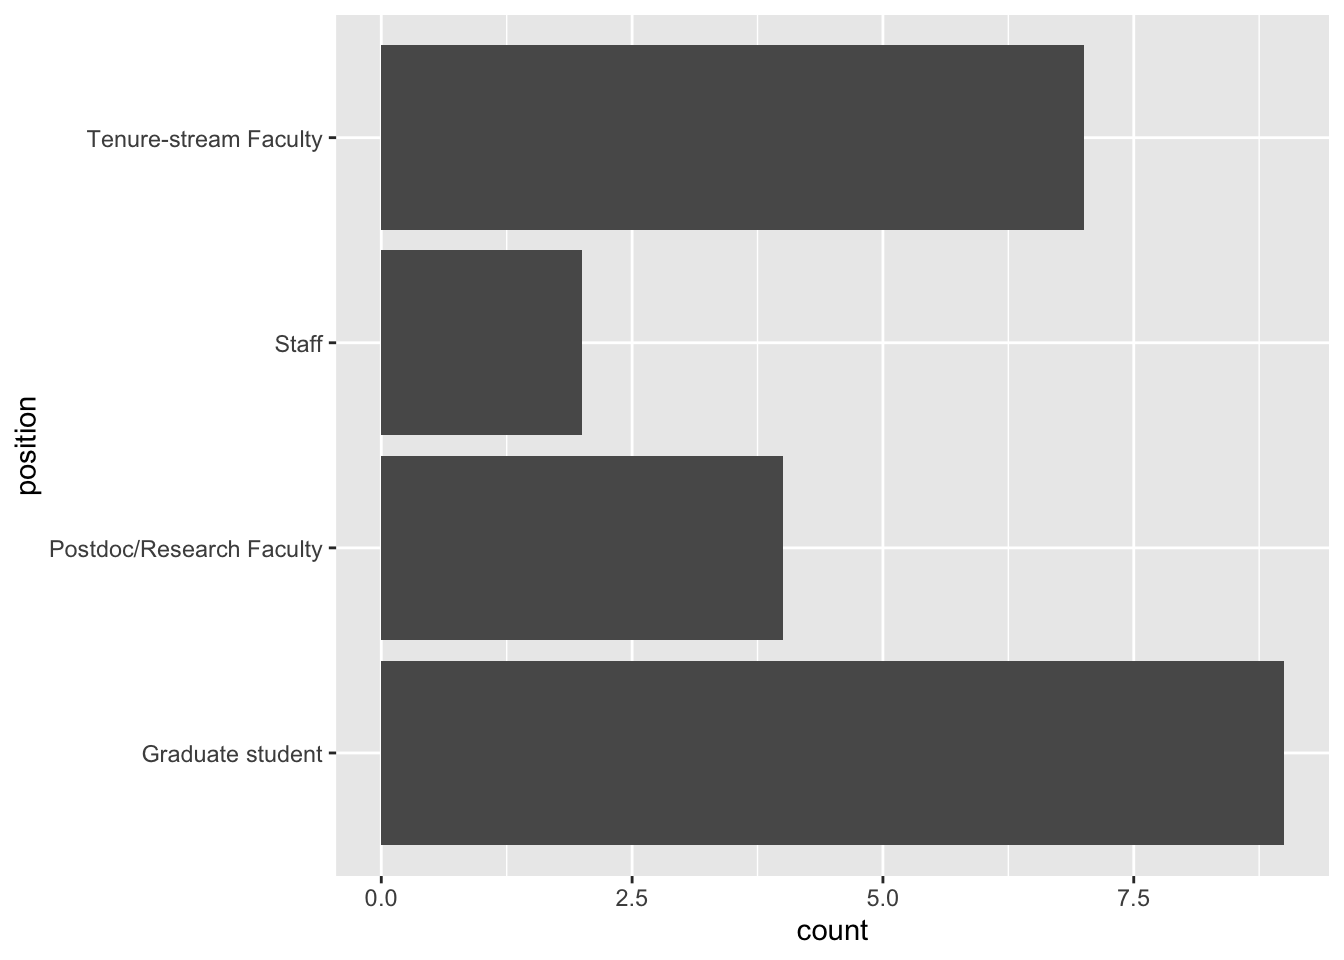 Tenure-stream Faculty
Staff
position
Postdoc/Research Faculty
Graduate student
0.0 2.5 5.0 7.5
count